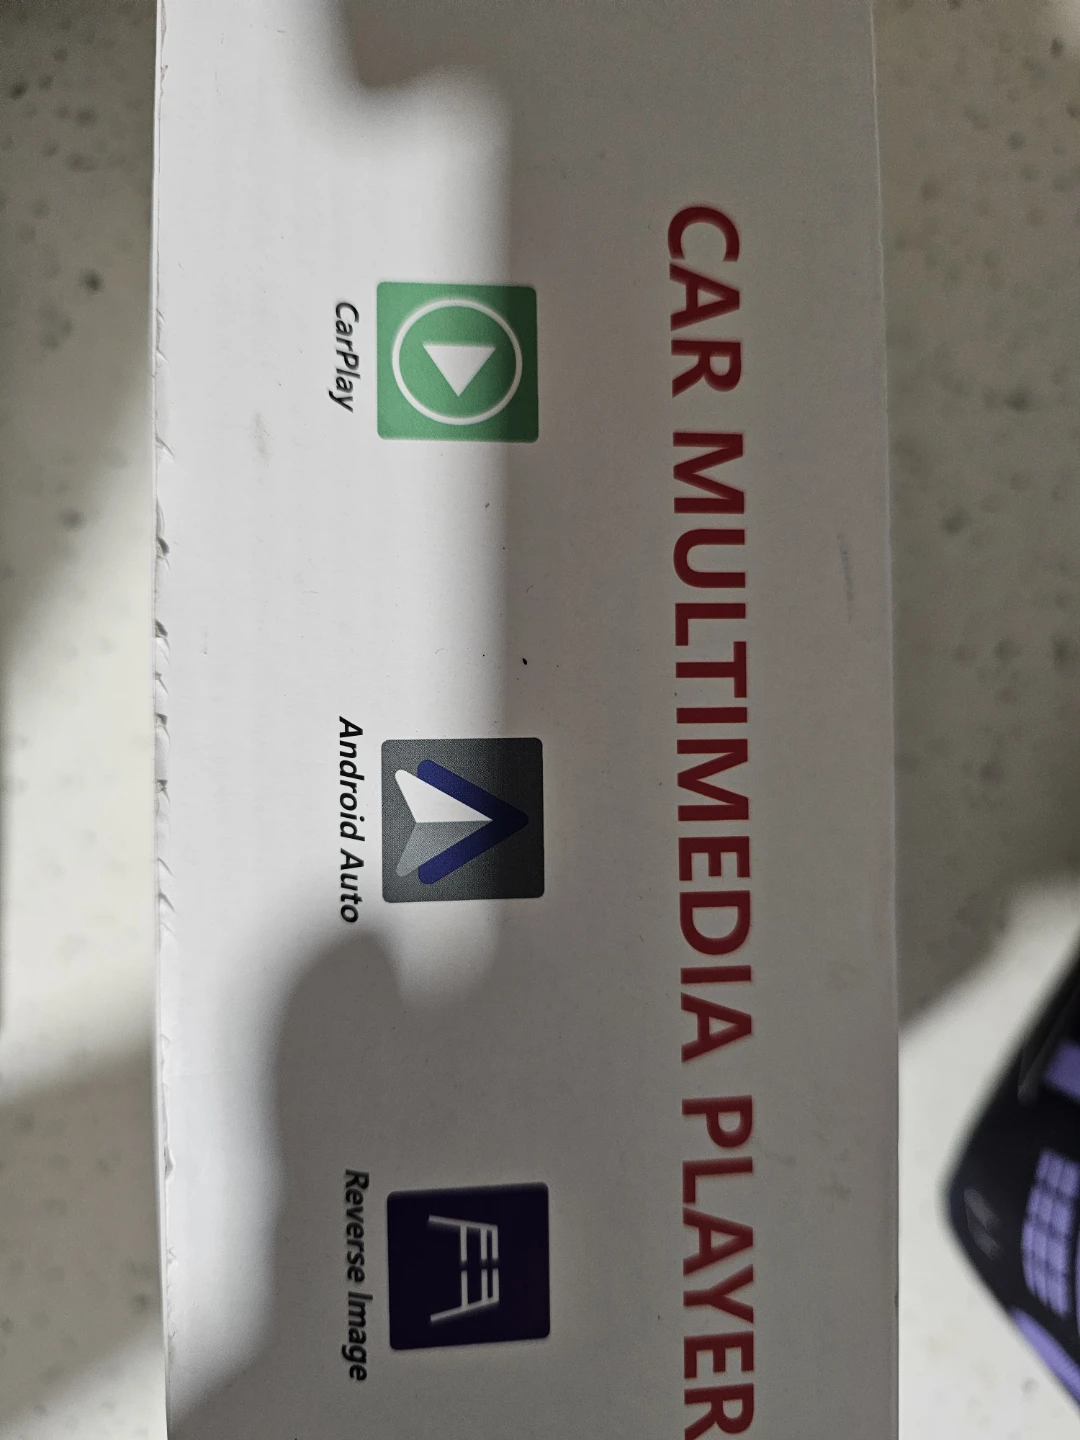 CAR MULTIMEDIA PLAYER
CarPlay
Android Auto
Reverse Image